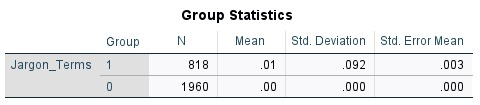 Group Statistics
Group N Mean Std. Deviation Std. Error Mean
Jargon_Terms 1 818 .01 .092 .003
0 1960 .00 .000 .000